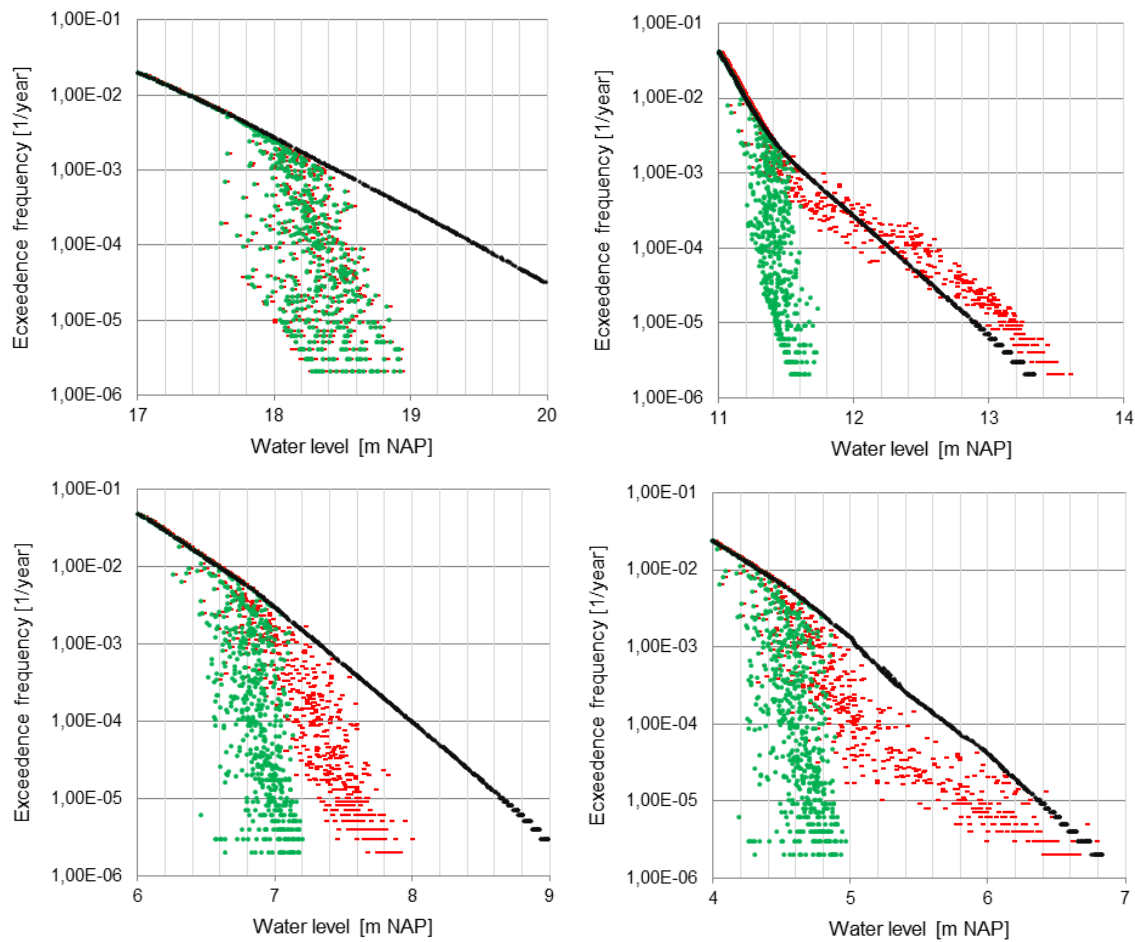 1,00E-01
1,00E-02
1,00E-03
1,00E-04
1,00E-05
1,00E-06
Ecxeedence frequency [1/year]
17 18 19 20
Water level [m NAP]
1,00E-01
1,00E-02
1,00E-03
1,00E-04
1,00E-05
1,00E-06
Ecxeedence frequency [1/year]
11 12 13 14
Water level [m NAP]
1,00E-01
1,00E-02
1,00E-03
1,00E-04
1,00E-05
1,00E-06
Exceedence frequency [1/year]
6 7 8 9
Water level [m NAP]
1,00E-01
1,00E-02
1,00E-03
1,00E-04
1,00E-05
1,00E-06
Ecxeedence frequency [1/year]
4 5 6 7
Water level [m NAP]